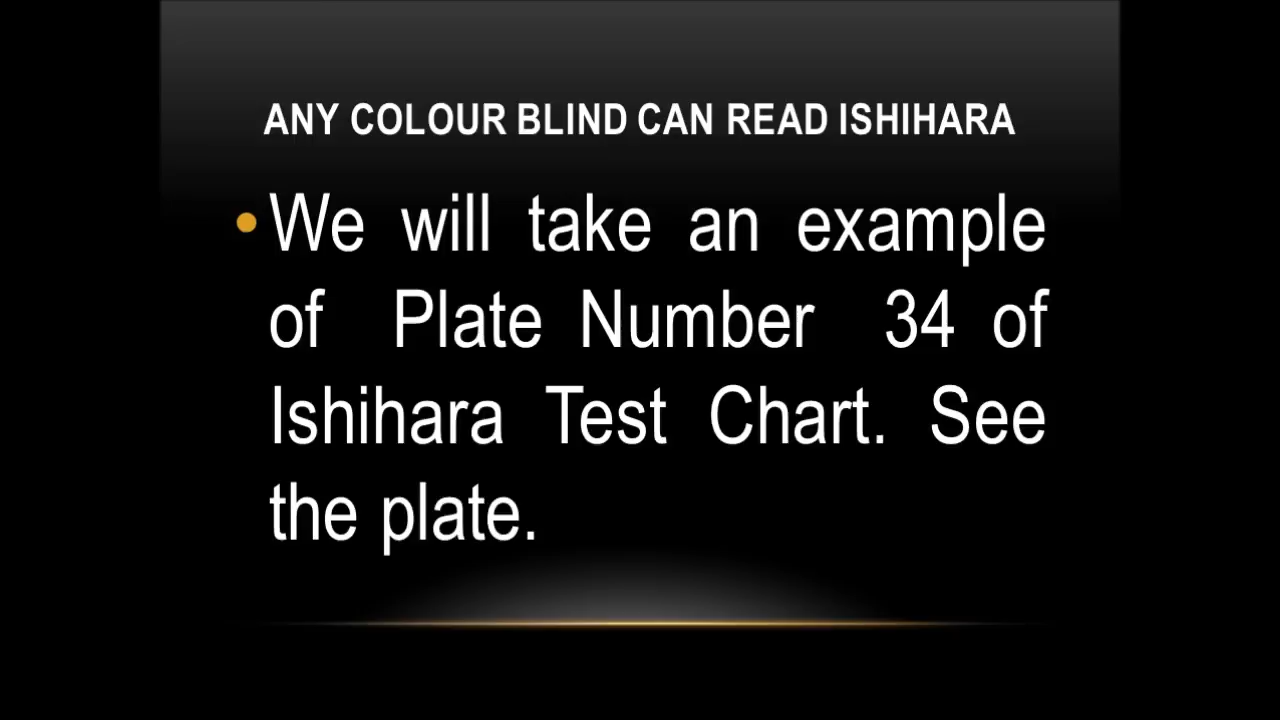 ANY COLOUR BLIND CAN READ ISHIHARA
• We will take an example
of Plate Number 34 of
Ishihara Test Chart. See
the plate.